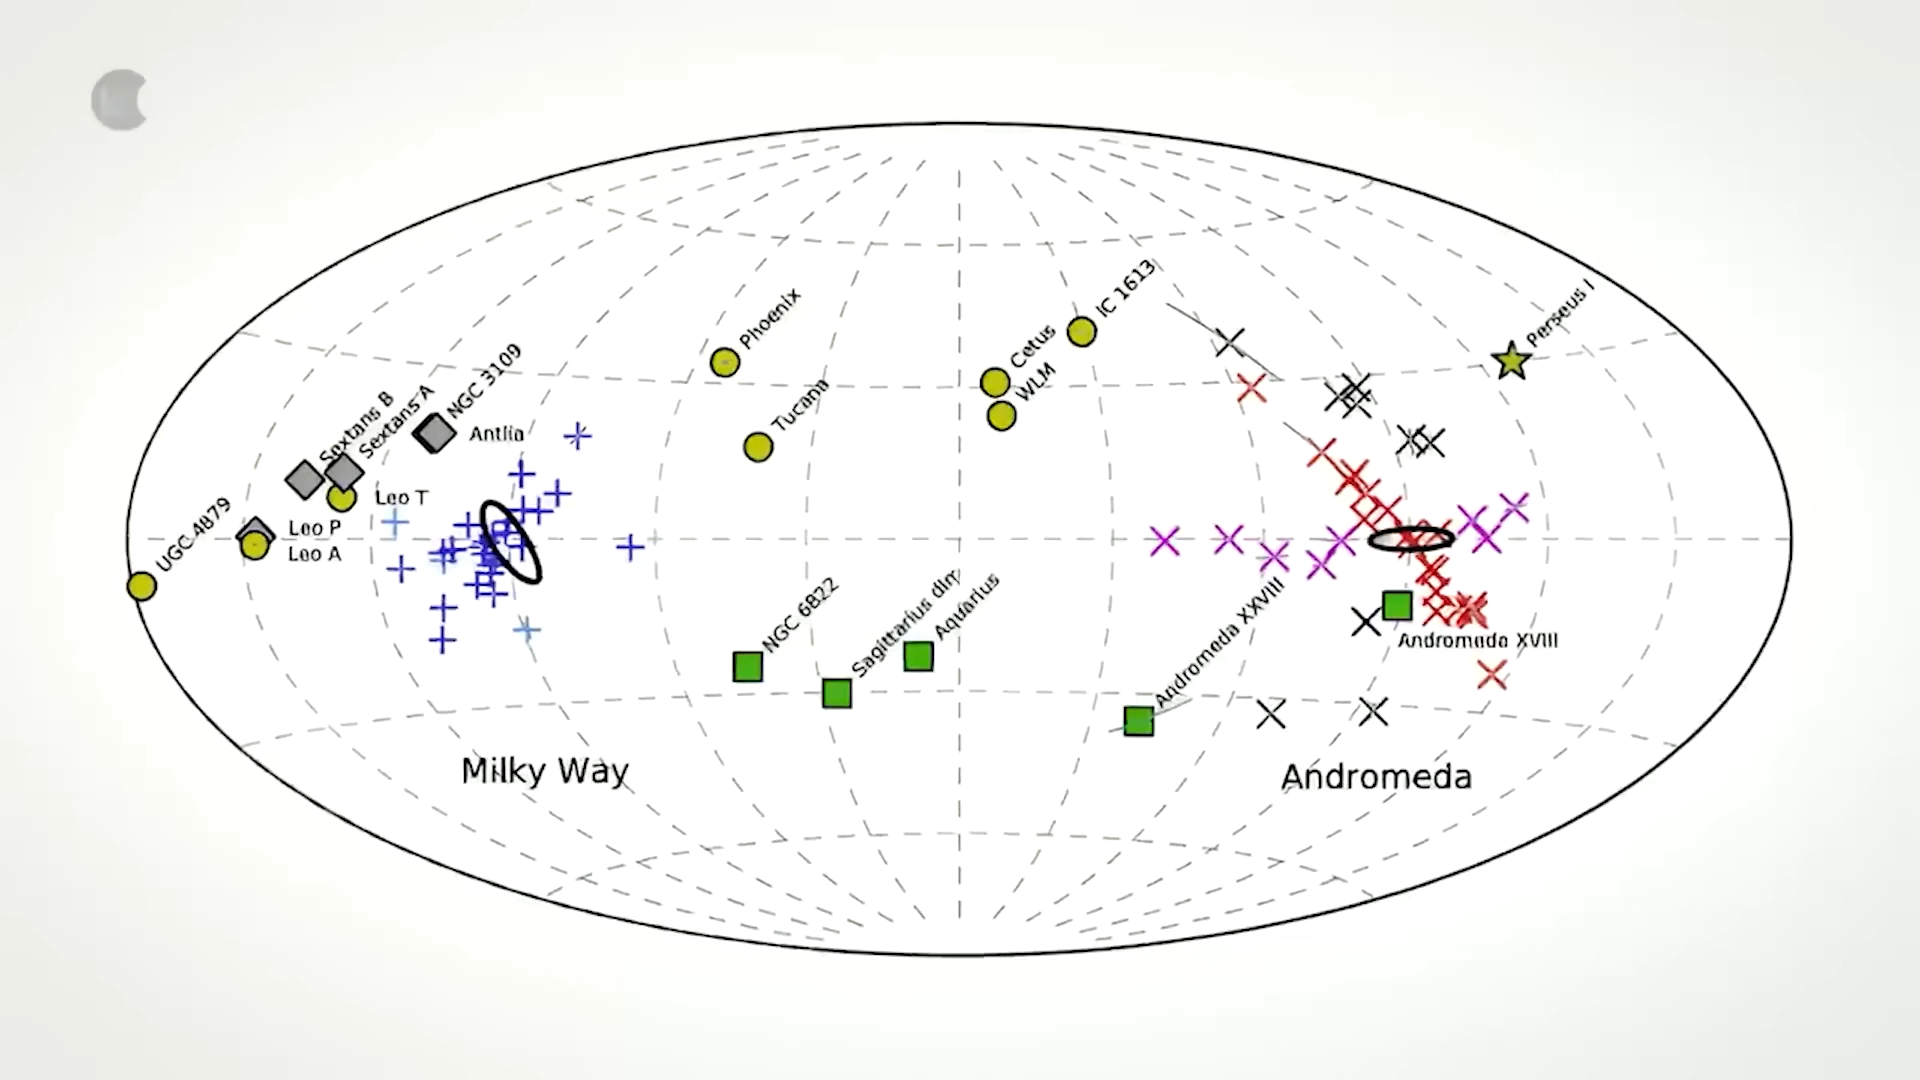 IC 1613
Perseus I
Phoenix
Cetus
WLM
NGC 3109
Sextans B
Sextans A
Tucana
Antlia
Leo T
UGC 4879
Leo P
Leo A
NGC 6822
Sagittarius dIrr
Aquarius
Andromeda XXVIII
Andromeda XVIII
Milky Way
Andromeda